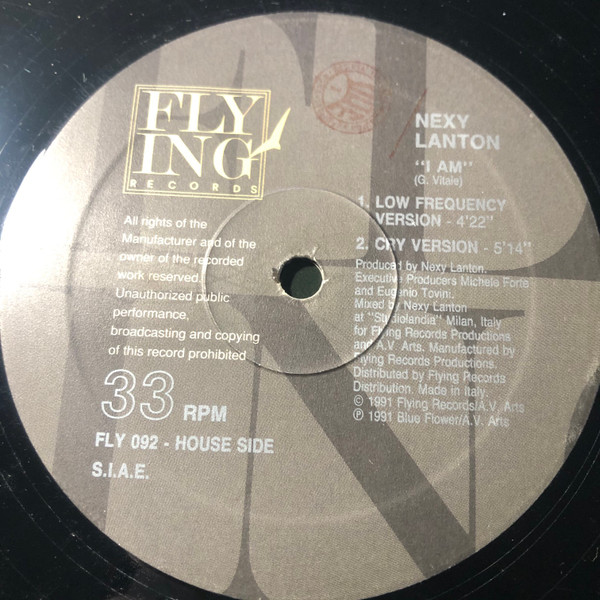 FLY
ING
RECORDS
All rights of the
Manufacturer and of the
owner of the recorded
work reserved.
Unauthorized public
performance,
broadcasting and copying
of this record prohibited
33 RPM
FLY 092 - HOUSE SIDE
S.I.A.E.
NEXY
LANTON
"I AM"
(G. Vitale)
1. LOW FREQUENCY
VERSION - 4'22"
2. CRY VERSION - 5'14"
Produced by Nexy Lanton.
Executive Producers Michele Forte
and Eugenio Tovini.
Mixed by Nexy Lanton
at "Studiolandia" Milan, Italy
for Flying Records Productions
and A.V. Arts. Manufactured by
Flying Records Productions.
Distributed by Flying Records
Distribution. Made in Italy.
© 1991 Flying Records/A.V. Arts
℗ 1991 Blue Flower/A.V. Arts